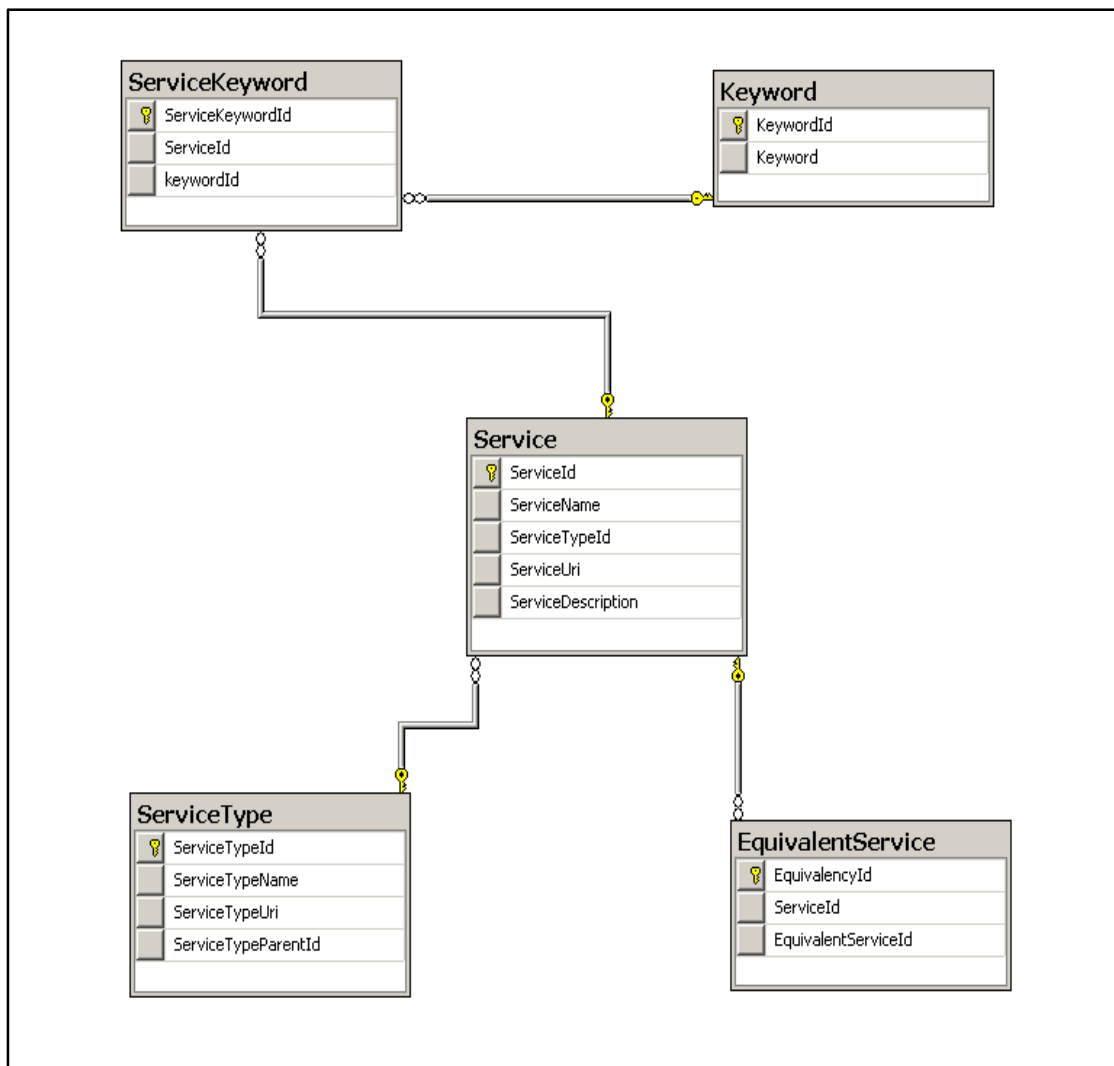 ServiceKeyword
ServiceKeywordId
ServiceId
keywordId
Keyword
KeywordId
Keyword
Service
ServiceId
ServiceName
ServiceTypeId
ServiceUri
ServiceDescription
ServiceType
ServiceTypeId
ServiceTypeName
ServiceTypeUri
ServiceTypeParentId
EquivalentService
EquivalencyId
ServiceId
EquivalentServiceId